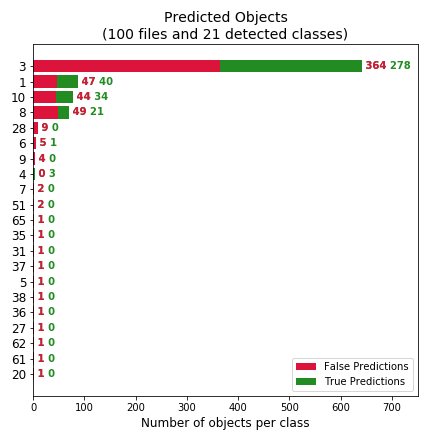 Predicted Objects
(100 files and 21 detected classes)
3 364 278
1 47 40
10 44 34
8 49 21
28 9 0
6 5 1
9 4 0
4 0 3
7 2 0
51 2 0
65 1 0
35 1 0
31 1 0
37 1 0
5 1 0
38 1 0
36 1 0
27 1 0
62 1 0
61 1 0
20 1 0
False Predictions
True Predictions
0 100 200 300 400 500 600 700
Number of objects per class